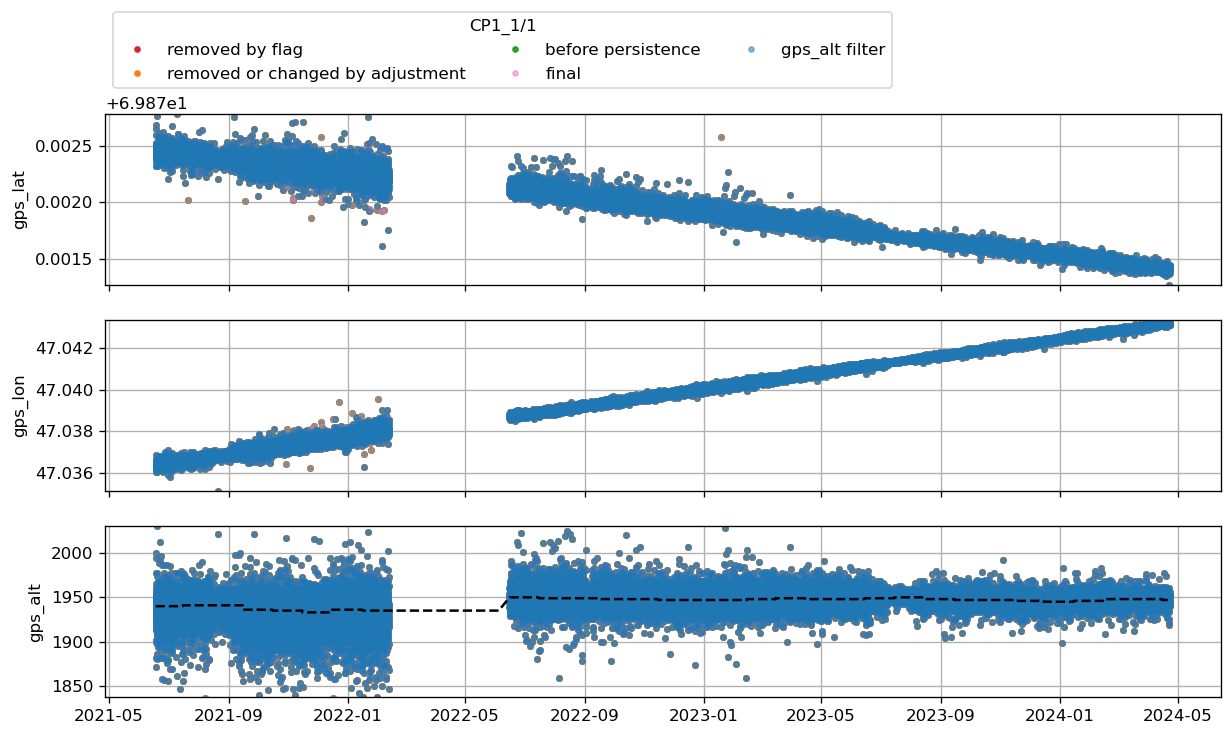 CP1_1/1
removed by flag
before persistence
gps_alt filter
removed or changed by adjustment
final
+6.987e1
0.0025
0.0020
0.0015
gps_lat
47.042
47.040
47.038
47.036
gps_lon
2000
1950
1900
1850
gps_alt
2021-05 2021-09 2022-01 2022-05 2022-09 2023-01 2023-05 2023-09 2024-01 2024-05